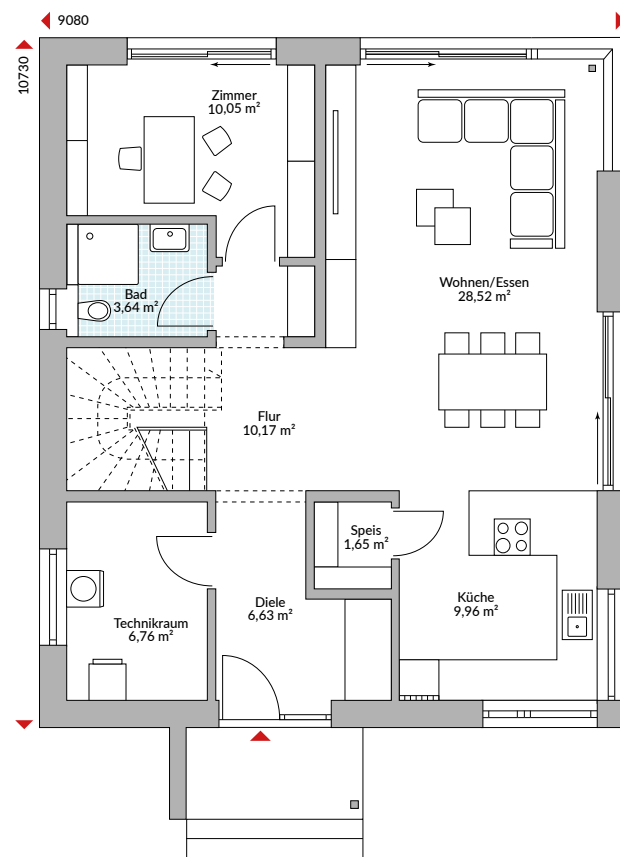 9080
10730
Zimmer
10,05 m²
Wohnen/Essen
28,52 m²
Bad
3,64 m²
Flur
10,17 m²
Speis
1,65 m²
Diele
6,63 m²
Küche
9,96 m²
Technikraum
6,76 m²